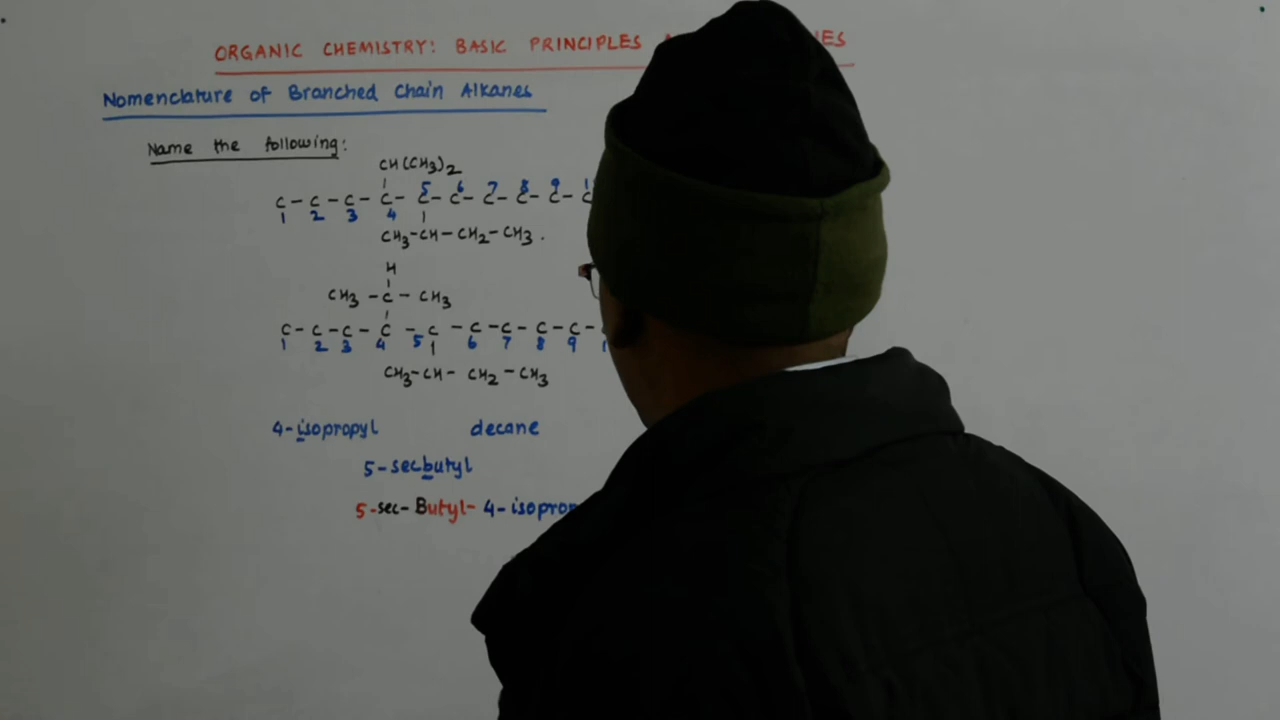 ORGANIC CHEMISTRY: BASIC PRINCIPLES
Nomenclature of Branched Chain Alkanes
Name the following:
CH(CH3)2
5 6 7 8 9 1
C-C-C-C-C-C-C-C-C-C
1 2 3 4
CH3-CH-CH2-CH3.
H
CH3-C-CH3
C-C-C-C-C-C-C-C-C-
1 2 3 4 5 6 7 8 9 1
CH3-CH-CH2-CH3
4-isopropyl decane
5-secbutyl
5-sec-Butyl-4-isoprop